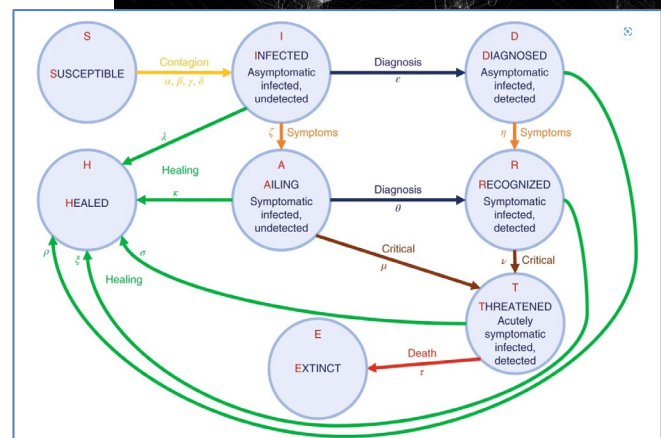 S
SUSCEPTIBLE
Contagion
α, β, γ, δ
I
INFECTED
Asymptomatic
infected,
undetected
Diagnosis
ε
D
DIAGNOSED
Asymptomatic
infected,
detected
λ
ζ Symptoms
η Symptoms
Healing
H
HEALED
κ
A
AILING
Symptomatic
infected,
undetected
Diagnosis
θ
R
RECOGNIZED
Symptomatic
infected,
detected
ρ
ξ
σ
Healing
Critical
μ
ν Critical
T
THREATENED
Acutely
symptomatic
infected,
detected
E
EXTINCT
Death
τ